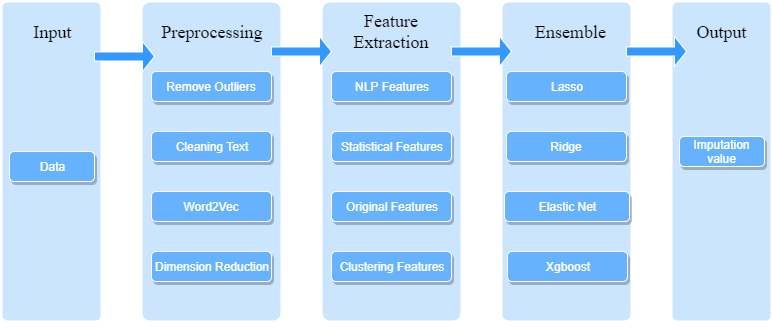 Input
Data
Preprocessing
Remove Outliers
Cleaning Text
Word2Vec
Dimension Reduction
Feature
Extraction
NLP Features
Statistical Features
Original Features
Clustering Features
Ensemble
Lasso
Ridge
Elastic Net
Xgboost
Output
Imputation
value